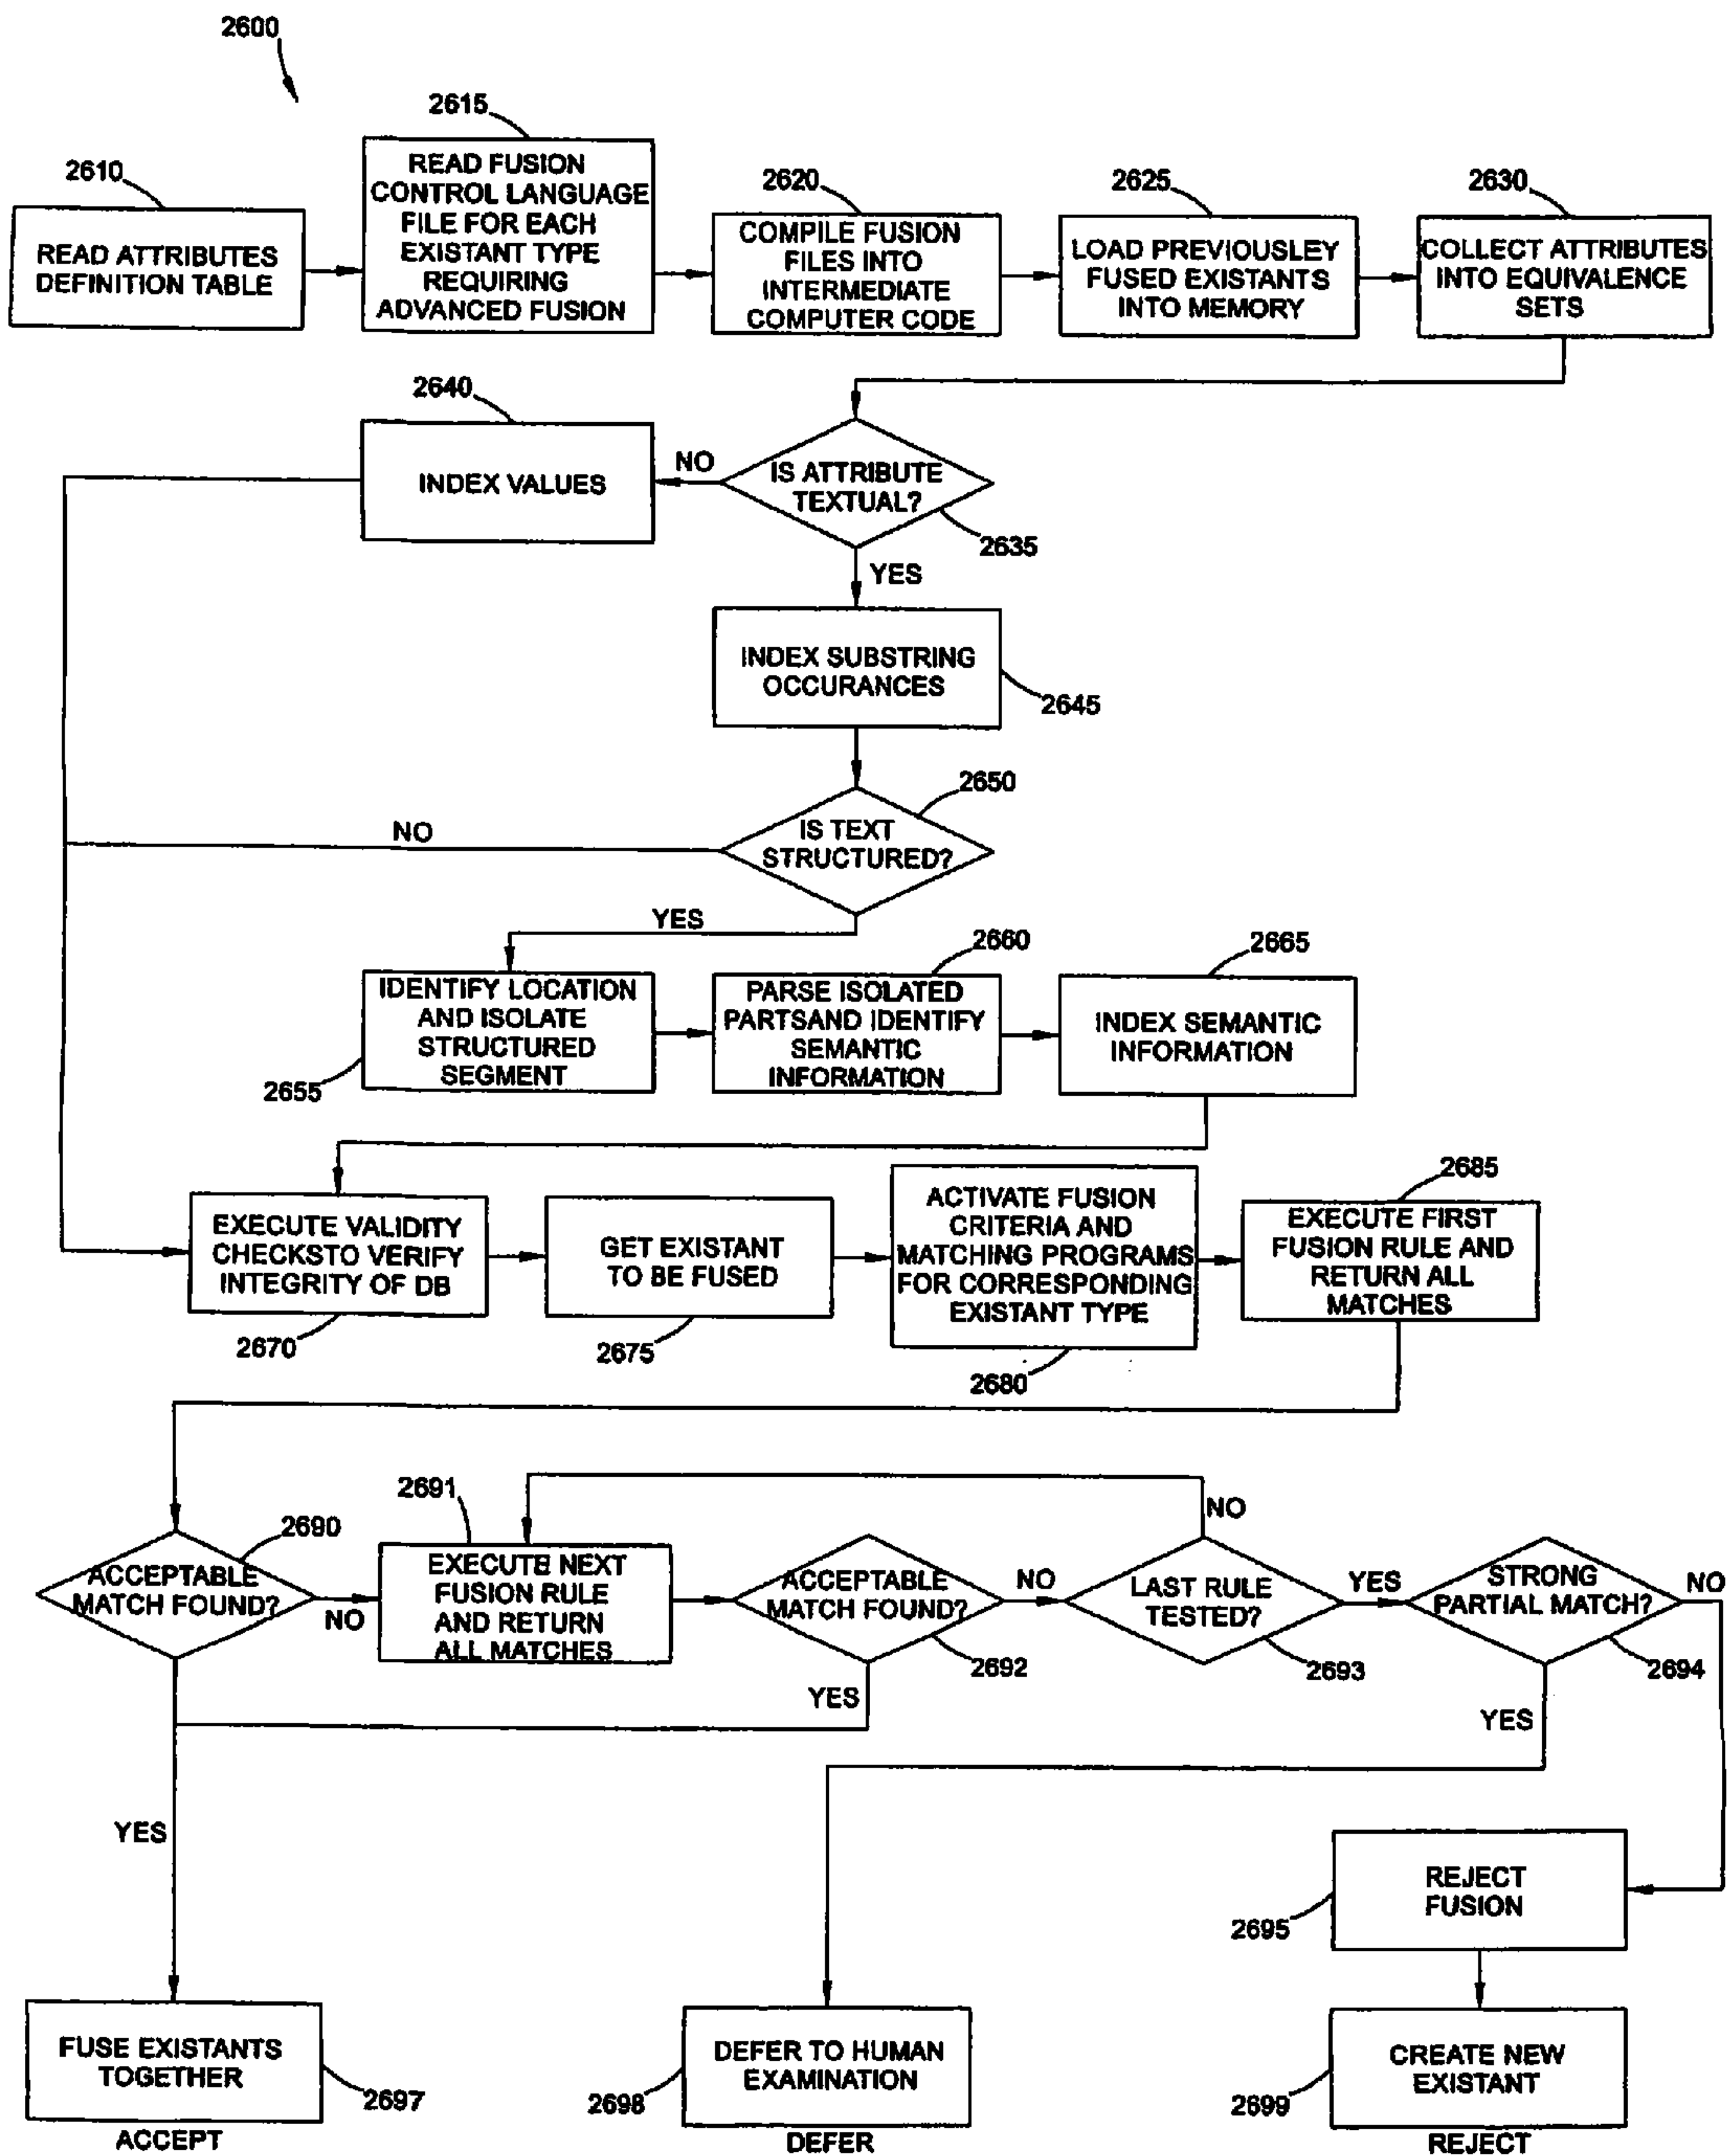 2600
2610
READ ATTRIBUTES
DEFINITION TABLE
2615
READ FUSION
CONTROL LANGUAGE
FILE FOR EACH
EXISTANT TYPE
REQUIRING
ADVANCED FUSION
2620
COMPILE FUSION
FILES INTO
INTERMEDIATE
COMPUTER CODE
2625
LOAD PREVIOUSLEY
FUSED EXISTANTS
INTO MEMORY
2630
COLLECT ATTRIBUTES
INTO EQUIVALENCE
SETS
2640
INDEX VALUES
NO
IS ATTRIBUTE
TEXTUAL?
2635
YES
INDEX SUBSTRING
OCCURANCES
2645
2650
IS TEXT
STRUCTURED?
NO
YES
IDENTIFY LOCATION
AND ISOLATE
STRUCTURED
SEGMENT
2655
2660
PARSE ISOLATED
PARTSAND IDENTIFY
SEMANTIC
INFORMATION
2665
INDEX SEMANTIC
INFORMATION
EXECUTE VALIDITY
CHECKSTO VERIFY
INTEGRITY OF DB
2670
GET EXISTANT
TO BE FUSED
2675
ACTIVATE FUSION
CRITERIA AND
MATCHING PROGRAMS
FOR CORRESPONDING
EXISTANT TYPE
2680
2685
EXECUTE FIRST
FUSION RULE AND
RETURN ALL
MATCHES
2690
ACCEPTABLE
MATCH FOUND?
NO
2691
EXECUTE NEXT
FUSION RULE
AND RETURN
ALL MATCHES
ACCEPTABLE
MATCH FOUND?
2692
NO
YES
NO
LAST RULE
TESTED?
2693
YES
STRONG
PARTIAL MATCH?
2694
NO
YES
YES
REJECT
FUSION
2695
FUSE EXISTANTS
TOGETHER
2697
ACCEPT
DEFER TO HUMAN
EXAMINATION
2698
DEFER
CREATE NEW
EXISTANT
2699
REJECT